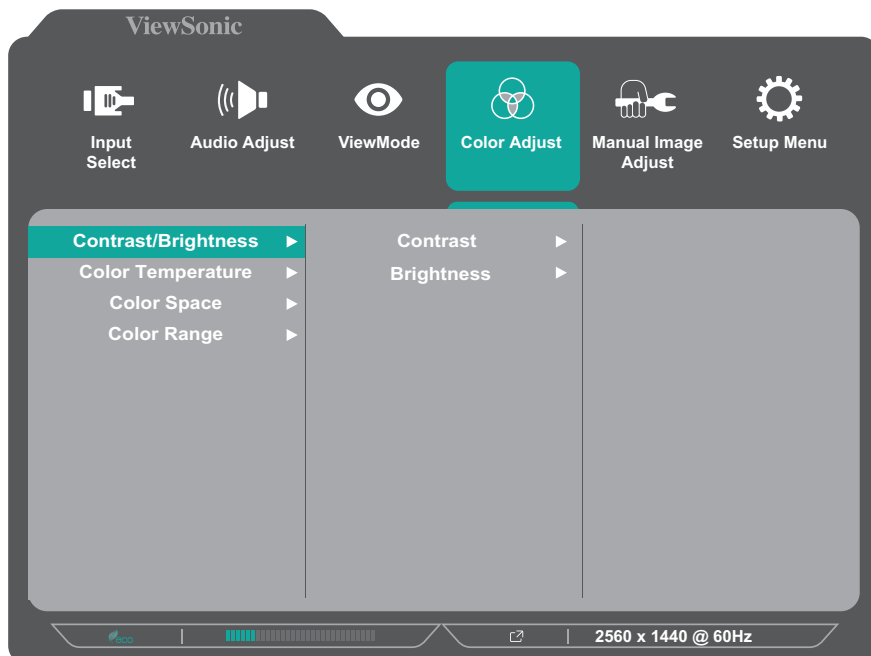 ViewSonic
Input
Select
Audio Adjust
ViewMode
Color Adjust
Manual Image
Adjust
Setup Menu
Contrast/Brightness
Color Temperature
Color Space
Color Range
Contrast
Brightness
eco
2560 x 1440 @ 60Hz